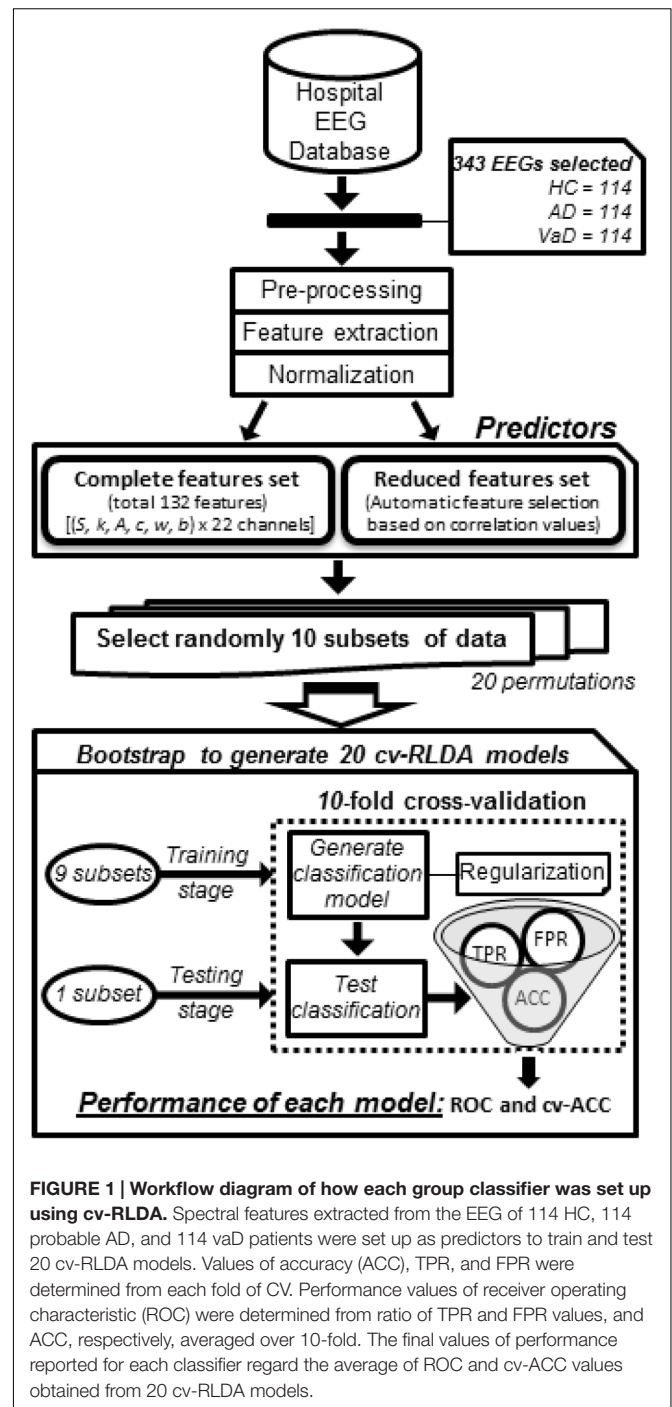 Hospital
EEG
Database
343 EEGs selected
HC = 114
AD = 114
VaD = 114
Pre-processing
Feature extraction
Normalization
Predictors
Complete features set
(total 132 features)
[(S, k, A, c, w, b) x 22 channels]
Reduced features set
(Automatic feature selection
based on correlation values)
Select randomly 10 subsets of data
20 permutations
Bootstrap to generate 20 cv-RLDA models
10-fold cross-validation
9 subsets
Training
stage
Generate
classification
model
Regularization
TPR
FPR
ACC
1 subset
Testing
stage
Test
classification
Performance of each model: ROC and cv-ACC
FIGURE 1 | Workflow diagram of how each group classifier was set up
using cv-RLDA. Spectral features extracted from the EEG of 114 HC, 114
probable AD, and 114 vaD patients were set up as predictors to train and test
20 cv-RLDA models. Values of accuracy (ACC), TPR, and FPR were
determined from each fold of CV. Performance values of receiver operating
characteristic (ROC) were determined from ratio of TPR and FPR values, and
ACC, respectively, averaged over 10-fold. The final values of performance
reported for each classifier regard the average of ROC and cv-ACC values
obtained from 20 cv-RLDA models.